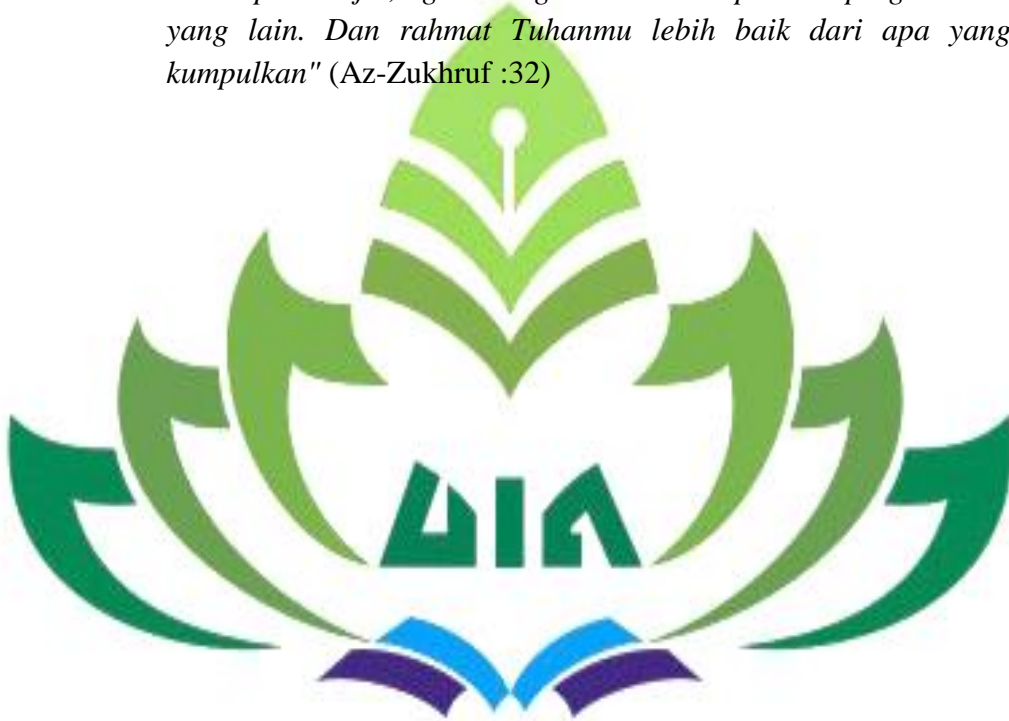 yang lain. Dan rahmat Tuhanmu lebih baik dari apa yang
kumpulkan" (Az-Zukhruf :32)
UIN